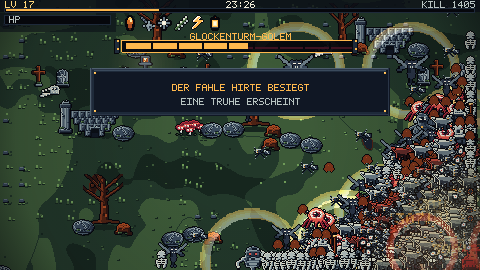 LV 17
23:26
KILL 1405
HP
GLOCKENTURM-GOLEM
DER FAHLE HIRTE BESIEGT
EINE TRUHE ERSCHEINT